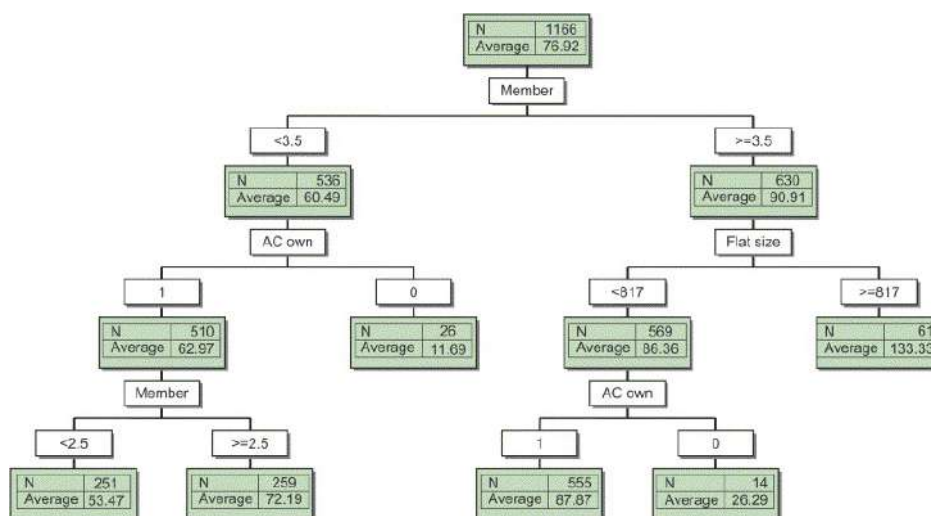 N 1166
Average 76.92
Member
<3.5 >=3.5
N 536 N 630
Average 60.49 Average 90.91
AC own Flat size
1 0 <817 >=817
N 510 N 26 N 569 N 61
Average 62.97 Average 11.69 Average 86.36 Average 133.33
Member AC own
<2.5 >=2.5 1 0
N 251 N 259 N 555 N 14
Average 53.47 Average 72.19 Average 87.87 Average 26.29